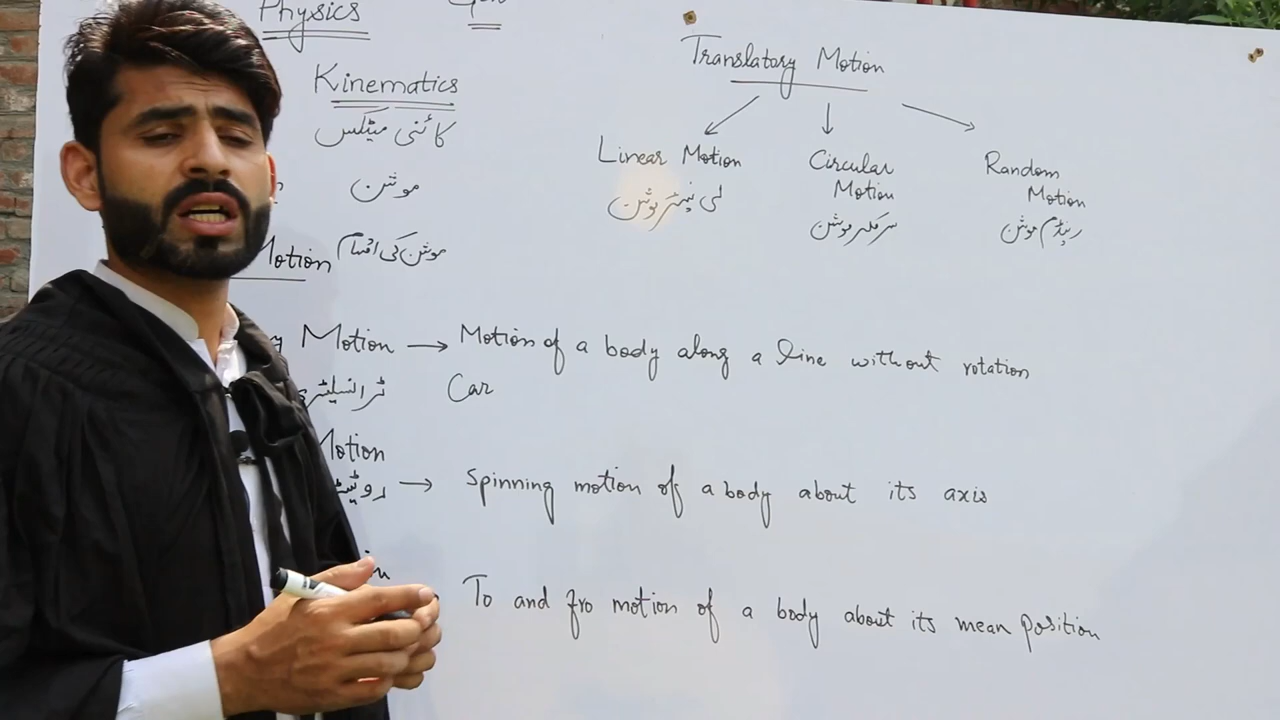 Physics
Kinematics
کائنی میٹکس
موشن
Motion موشن کی اقسام
Translatory Motion
Linear Motion
Circular
Motion
سرکلر موشن
Random
Motion
رینڈم موشن
Motion → Motion of a body along a line without rotation
Car
Motion
→ Spinning motion of a body about its axis
To and fro motion of a body about its mean position